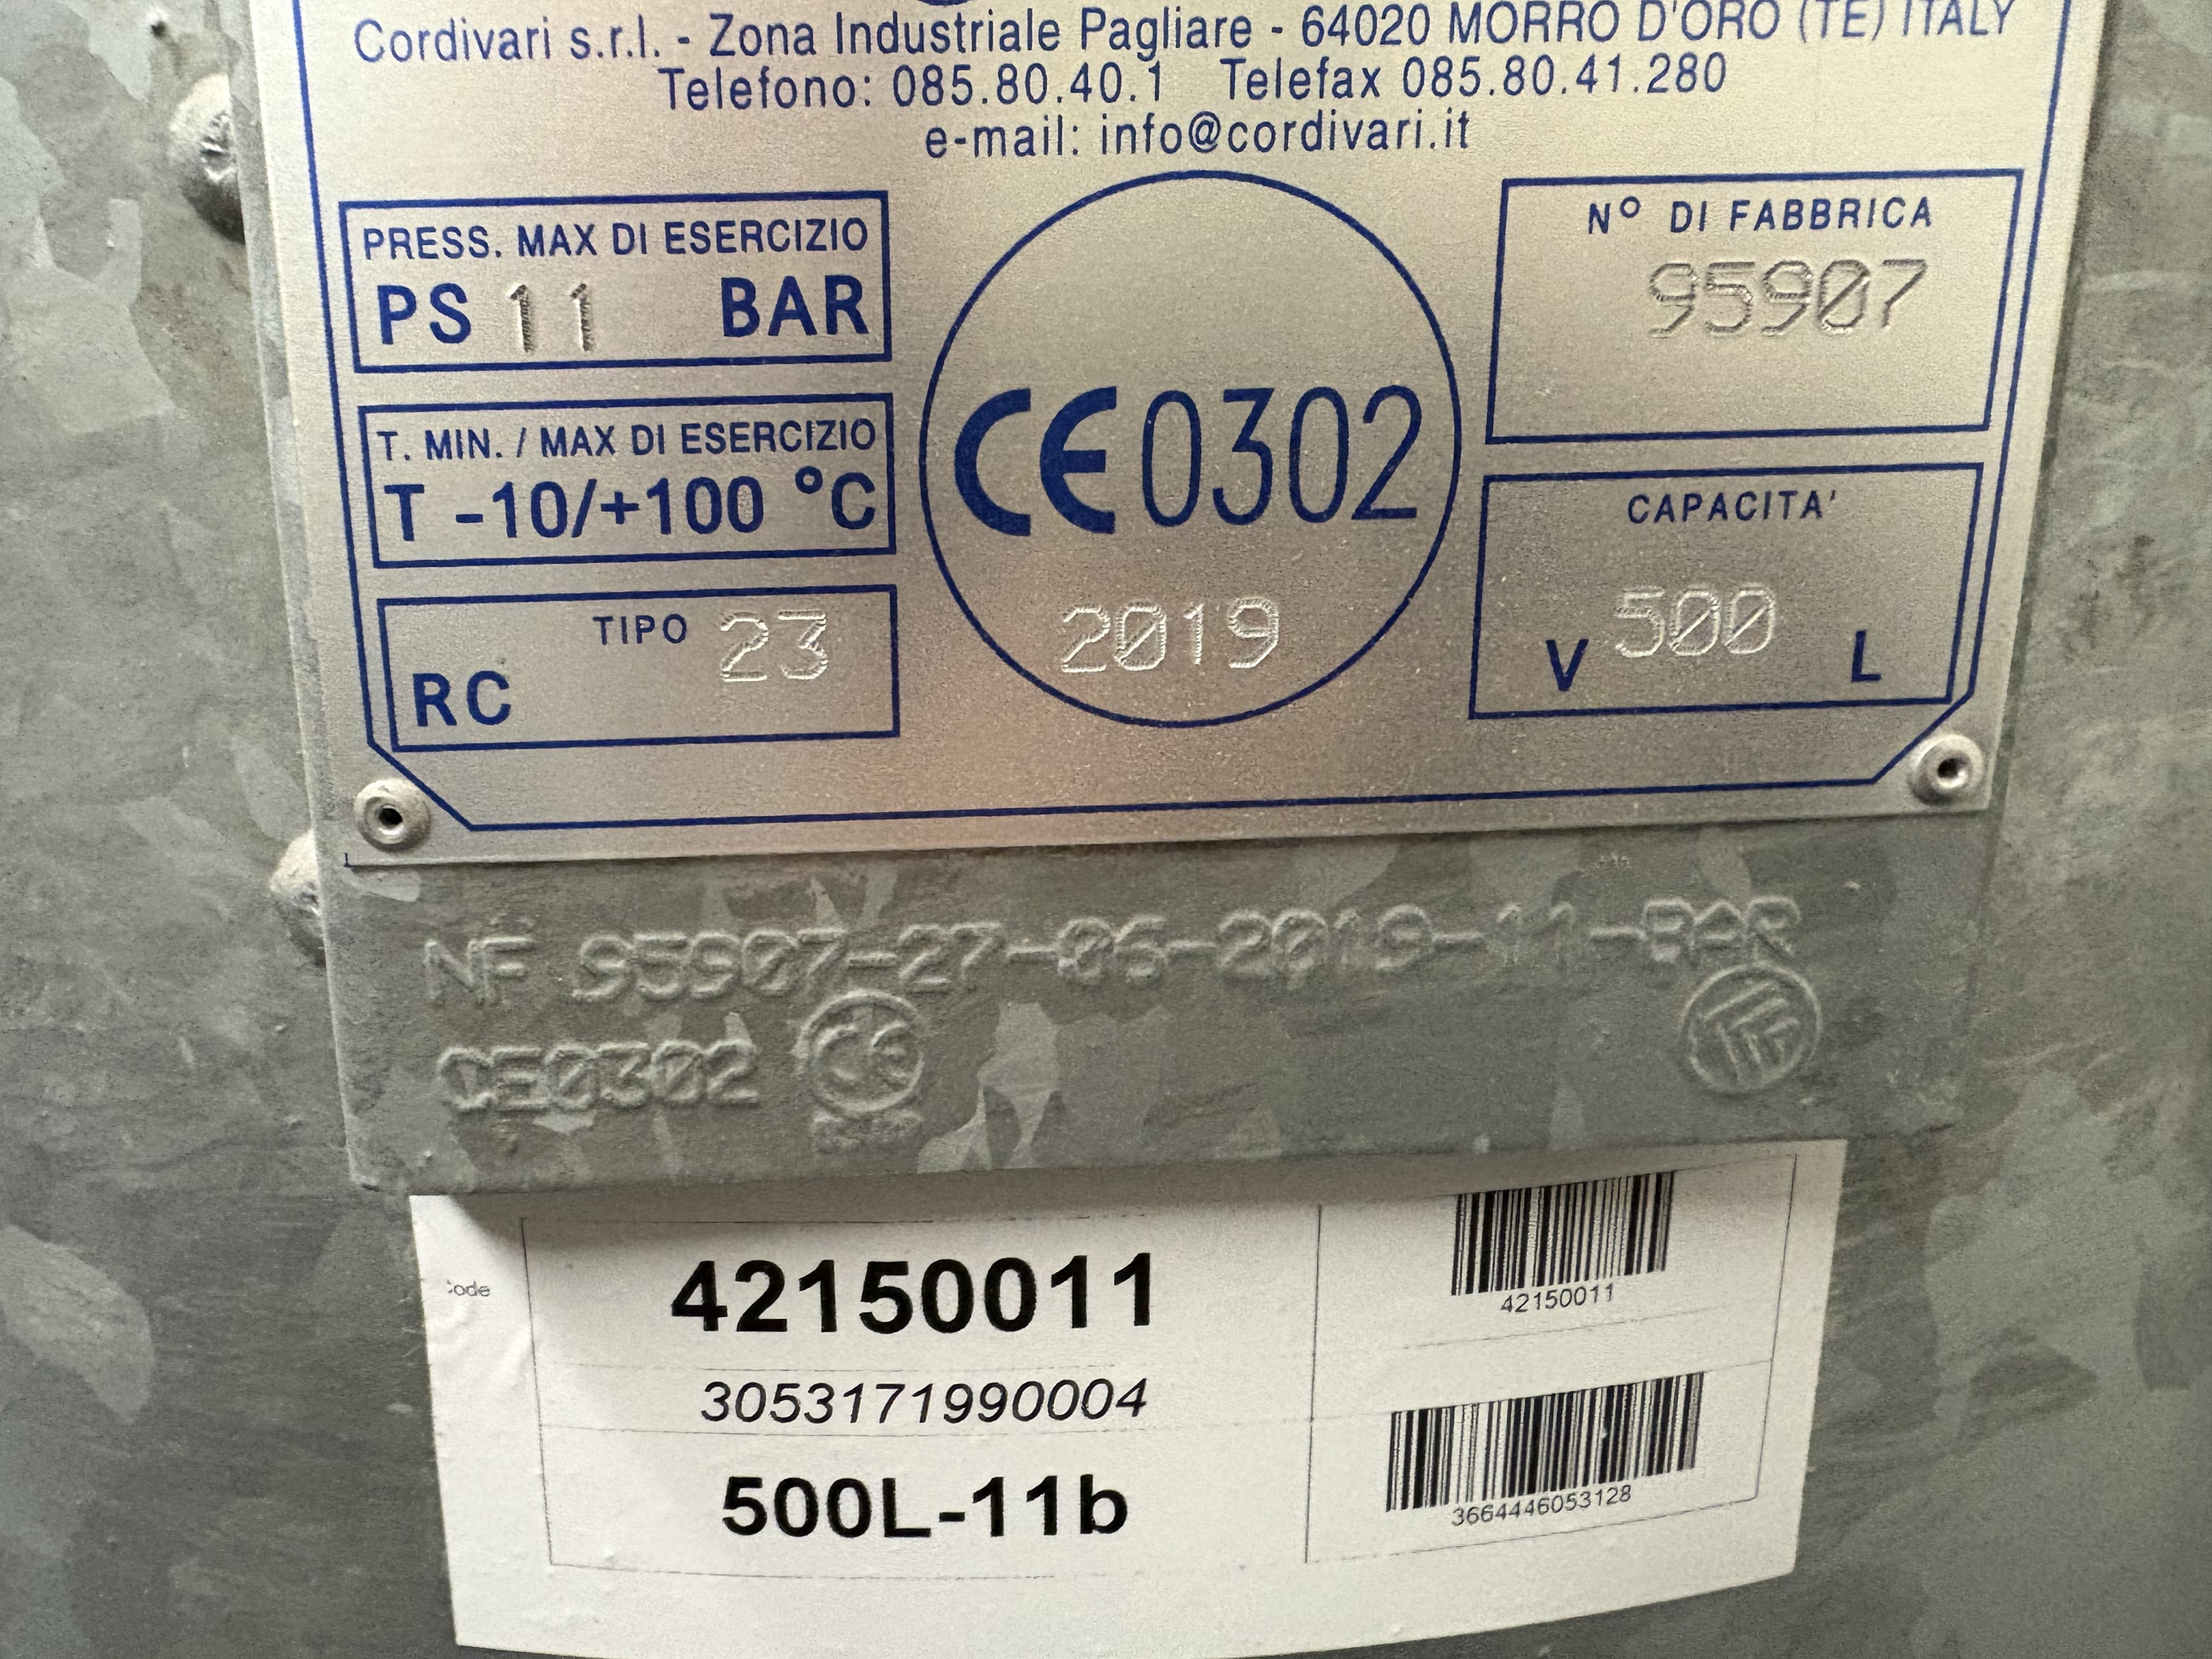 Cordivari s.r.l. - Zona Industriale Pagliare - 64020 MORRO D'ORO (TE) ITALY
Telefono: 085.80.40.1 Telefax 085.80.41.280
e-mail: info@cordivari.it
PRESS. MAX DI ESERCIZIO
PS 11 BAR
T. MIN. / MAX DI ESERCIZIO
T -10/+100 °C
TIPO 23
RC
CE 0302
2019
N° DI FABBRICA
95907
CAPACITA'
V 500 L
NF 95907-27-06-2019-11-BAR
CE0302 CE
42150011
3053171990004
500L-11b
42150011
3664446053128